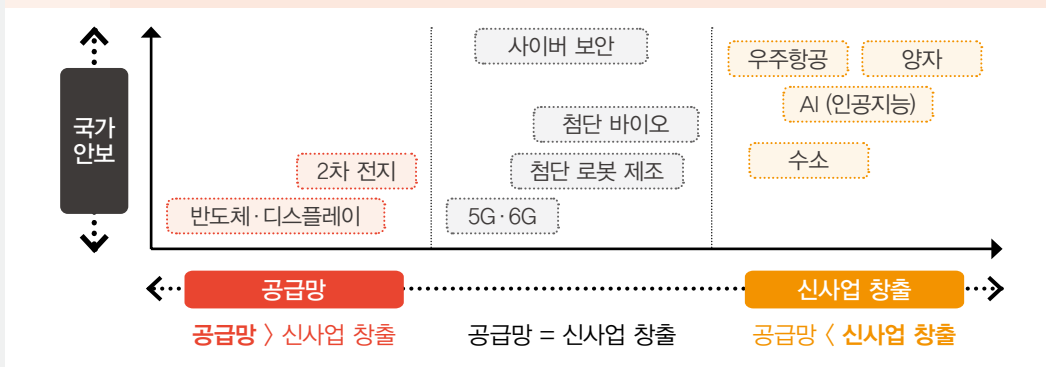 국가
안보
사이버 보안
우주항공
양자
AI (인공지능)
첨단 바이오
수소
2차 전지
첨단 로봇 제조
반도체·디스플레이
5G·6G
공급망
신사업 창출
공급망 〉 신사업 창출
공급망 = 신사업 창출
공급망 〈 신사업 창출